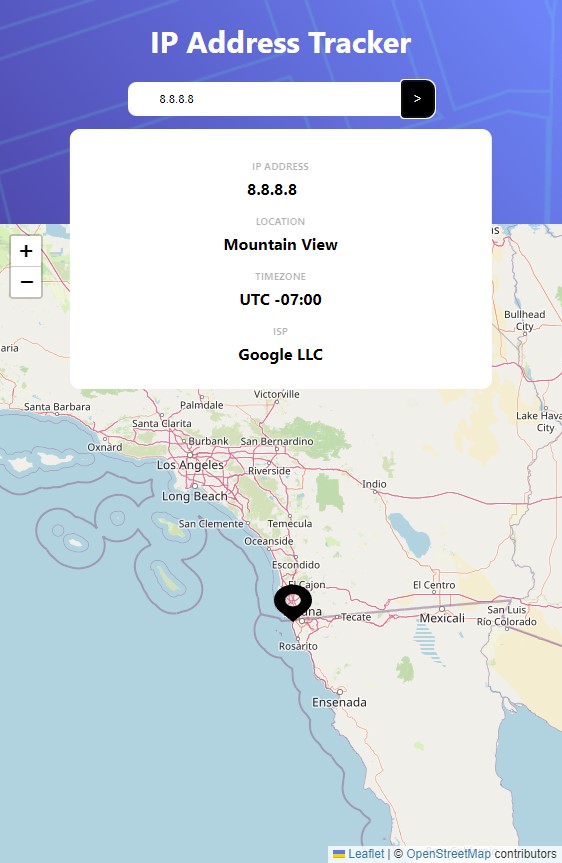 IP Address Tracker
8.8.8.8
>
IP ADDRESS
8.8.8.8
LOCATION
Mountain View
TIMEZONE
UTC -07:00
ISP
Google LLC
+
−
Bullhead
City
aria
Santa Barbara
Palmdale
Victorville
Lake Hava
City
Santa Clarita
Oxnard
Burbank
San Bernardino
Los Angeles
Riverside
Long Beach
Indio
San Clemente
Temecula
Oceanside
Escondido
El Cajon
El Centro
ana
Tecate
Mexicali
San Luis
Río Colorado
Rosarito
Ensenada
Leaflet | © OpenStreetMap contributors